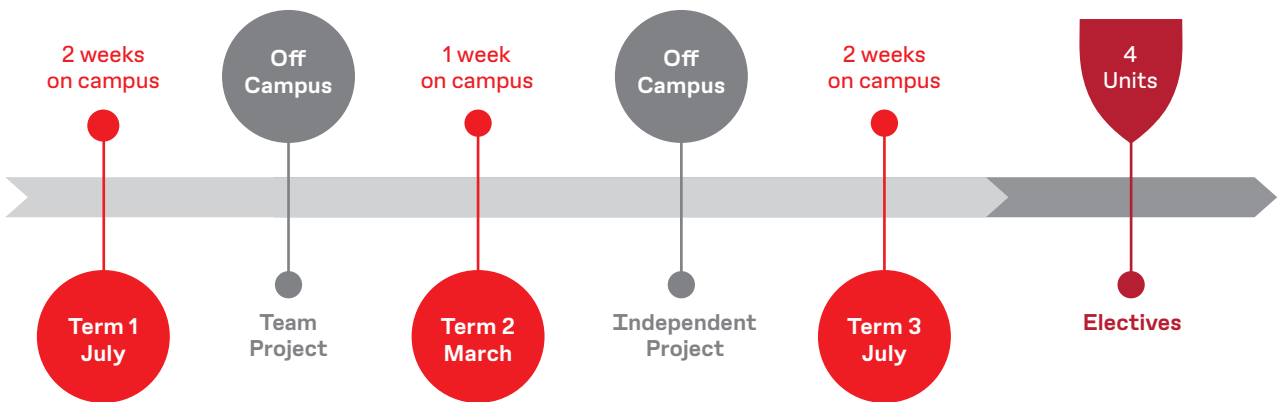 2 weeks
on campus
Off
Campus
1 week
on campus
Off
Campus
2 weeks
on campus
4
Units
Term 1
July
Team
Project
Term 2
March
Independent
Project
Term 3
July
Electives